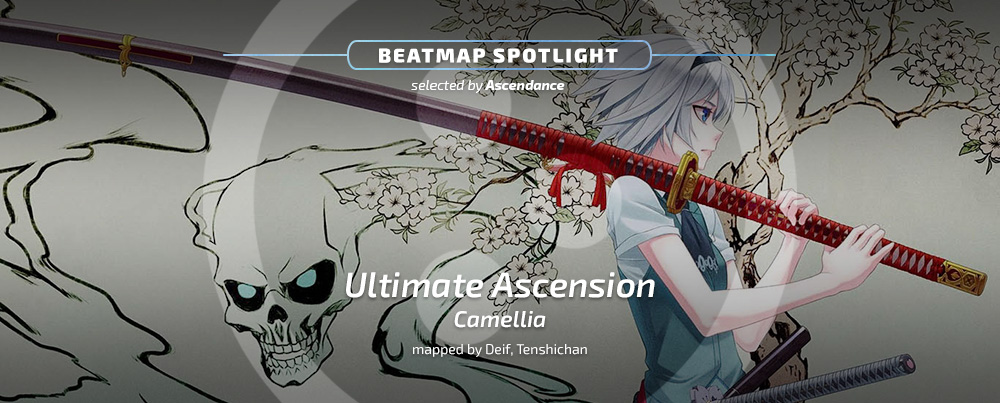 BEATMAP SPOTLIGHT
selected by Ascendance
Ultimate Ascension
Camellia
mapped by Deif, Tenshichan